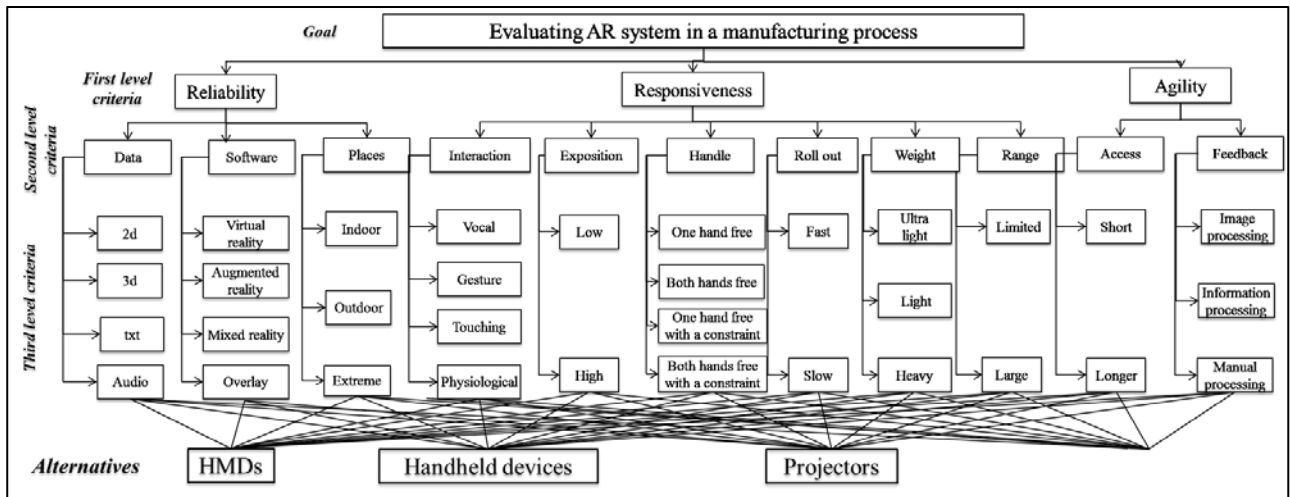 Goal
Evaluating AR system in a manufacturing process
First level
criteria
Reliability
Responsiveness
Agility
Second level
criteria
Data
Software
Places
Interaction
Exposition
Handle
Roll out
Weight
Range
Access
Feedback
Third level criteria
2d
Virtual
reality
Indoor
Vocal
Low
One hand free
Fast
Ultra
light
Limited
Short
Image
processing
3d
Augmented
reality
Gesture
Both hands free
Outdoor
Light
Information
processing
txt
Mixed reality
Touching
One hand free
with a constraint
Audio
Overlay
Extreme
Physiological
High
Both hands free
with a constraint
Slow
Heavy
Large
Longer
Manual
processing
Alternatives
HMDs
Handheld devices
Projectors